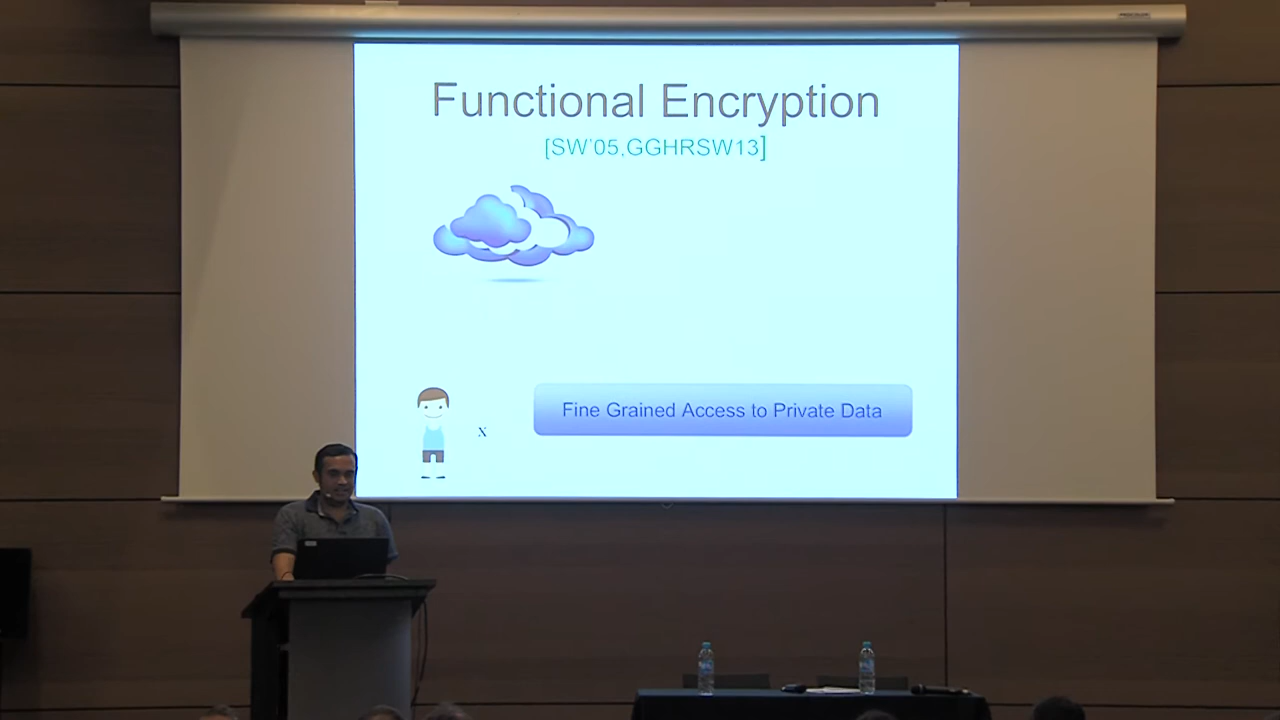 Functional Encryption
[SW'05,GGHRSW13]
x
Fine Grained Access to Private Data